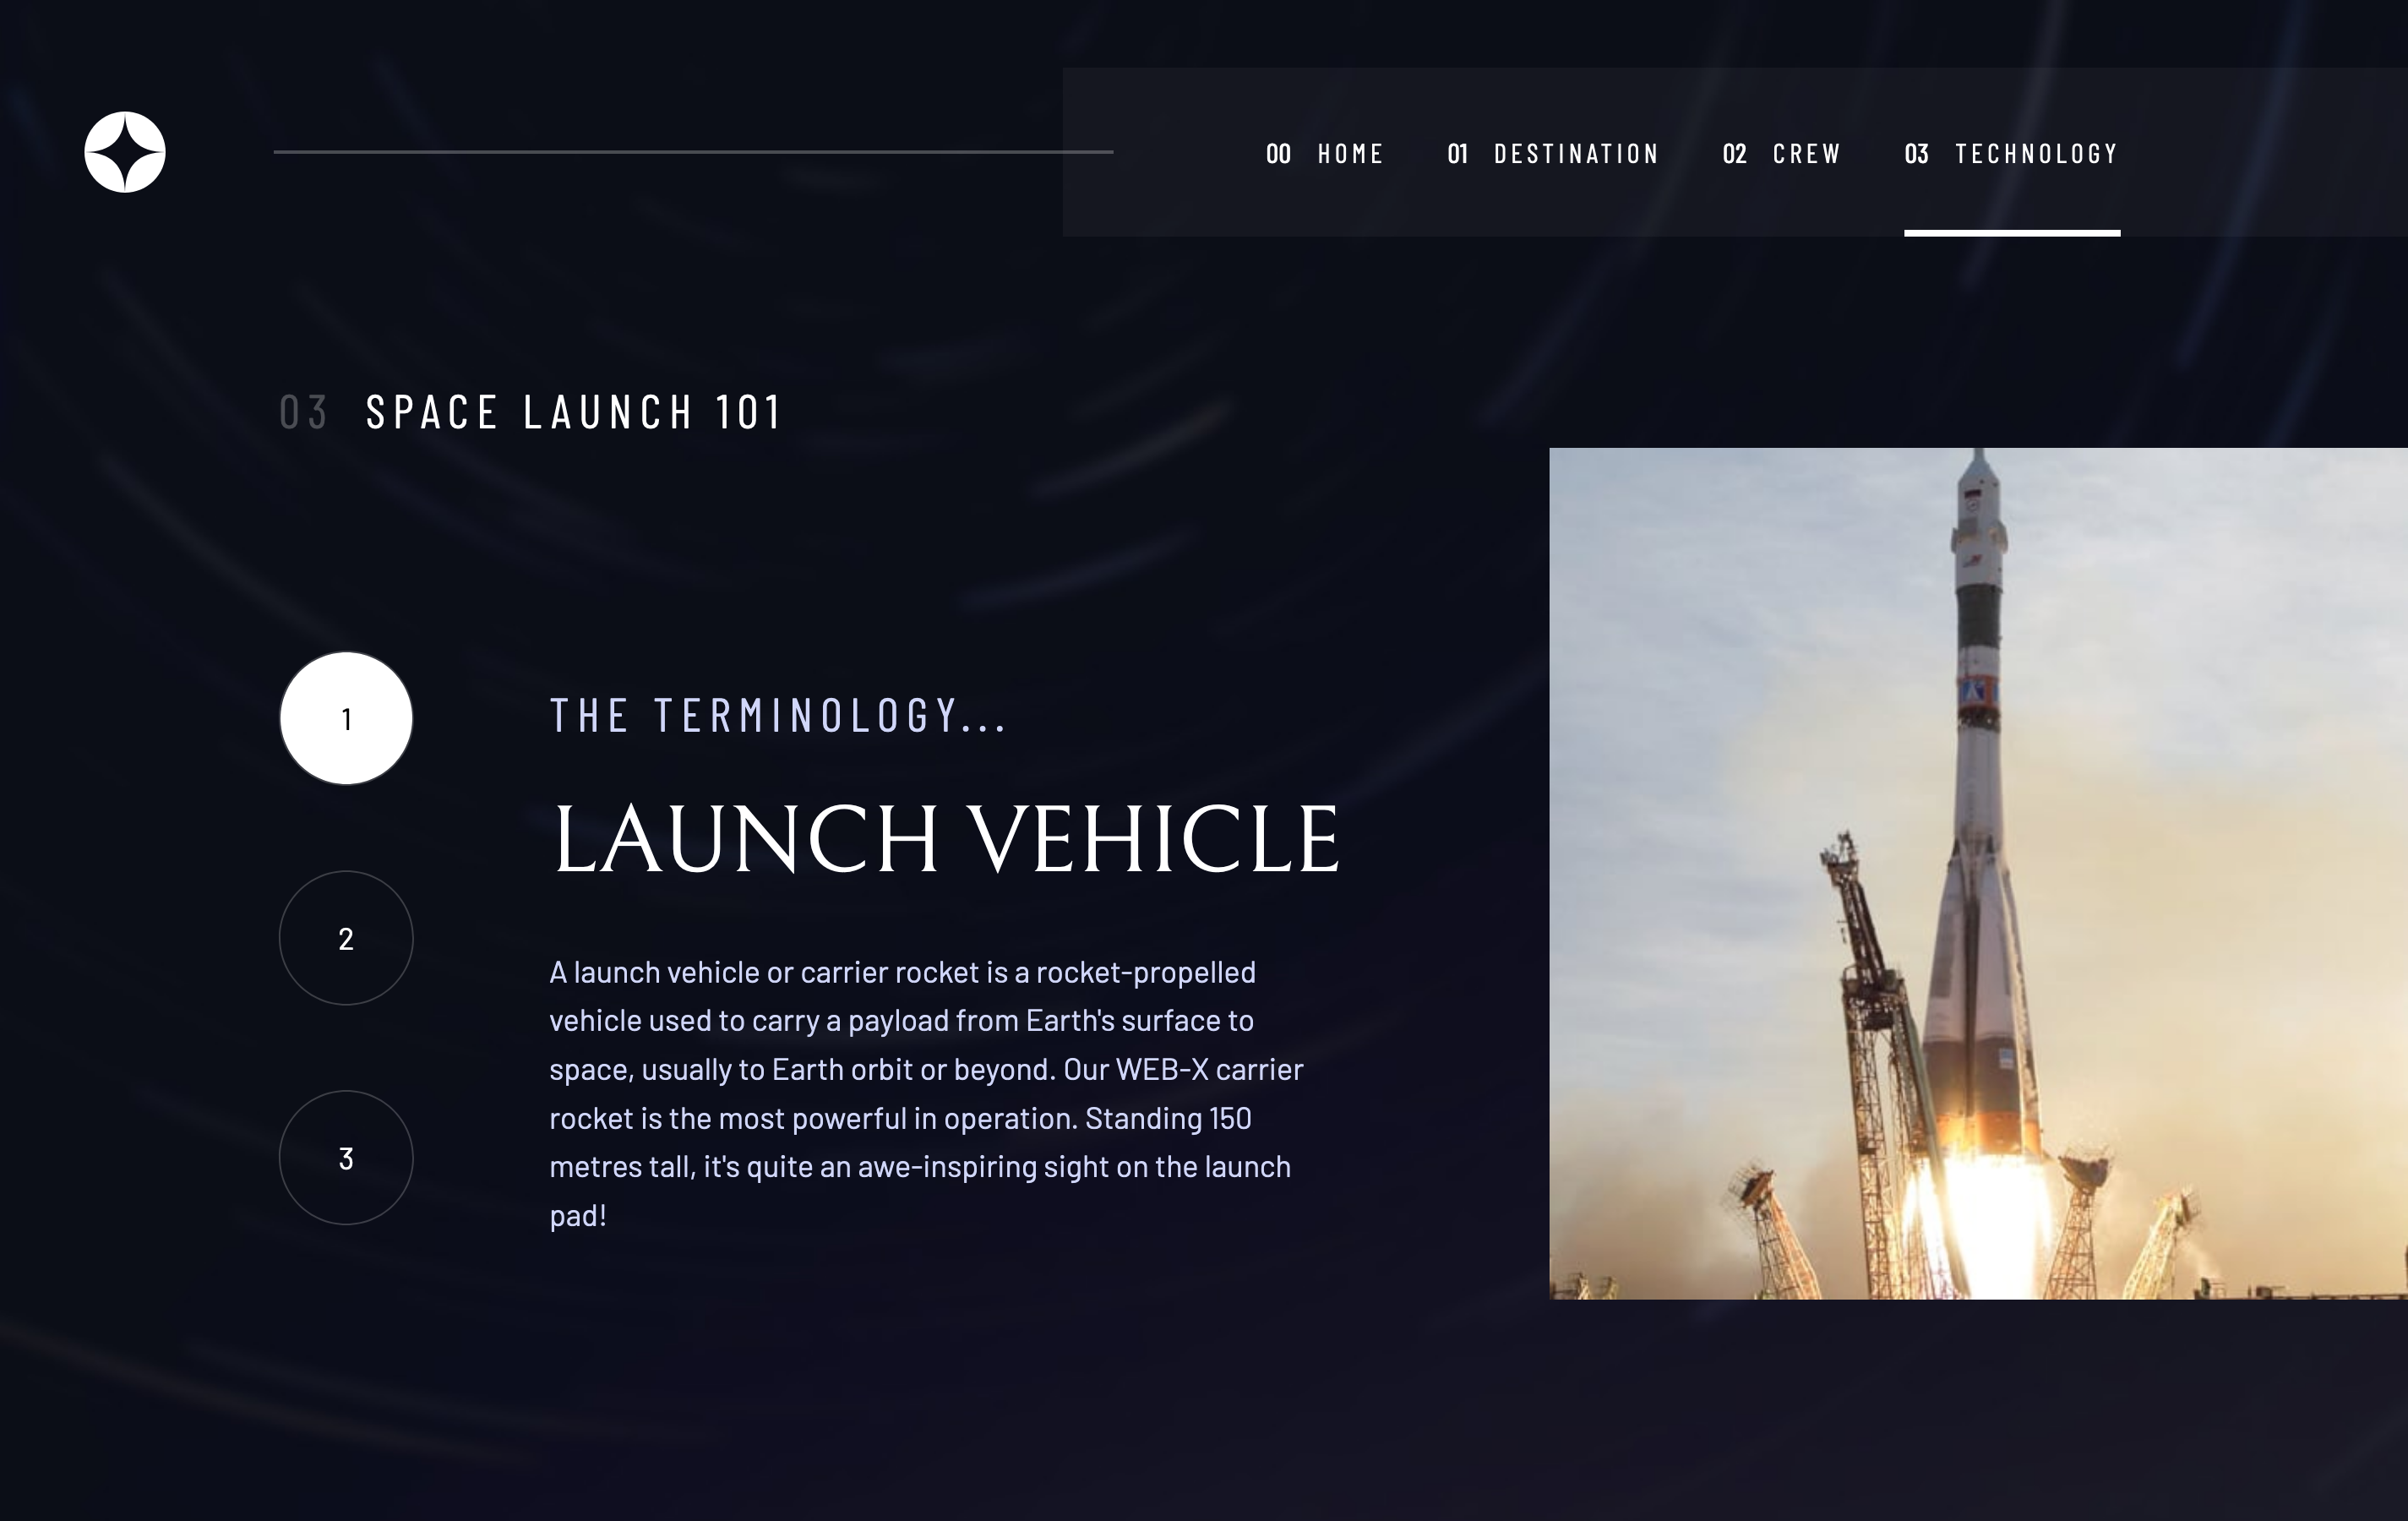 00 HOME 01 DESTINATION 02 CREW 03 TECHNOLOGY
03 SPACE LAUNCH 101
1
THE TERMINOLOGY...
LAUNCH VEHICLE
2
A launch vehicle or carrier rocket is a rocket-propelled
vehicle used to carry a payload from Earth's surface to
space, usually to Earth orbit or beyond. Our WEB-X carrier
rocket is the most powerful in operation. Standing 150
metres tall, it's quite an awe-inspiring sight on the launch
pad!
3